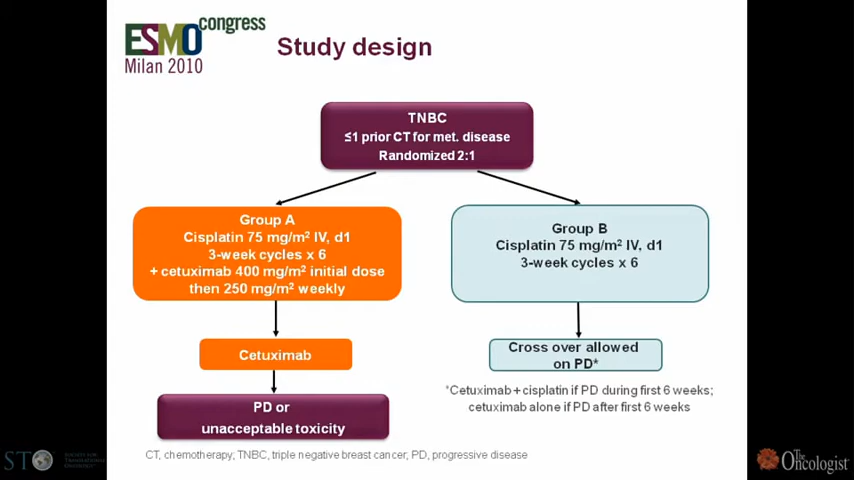 ESMO congress
Milan 2010
Study design
TNBC
≤1 prior CT for met. disease
Randomized 2:1
Group A
Cisplatin 75 mg/m² IV, d1
3-week cycles x 6
+ cetuximab 400 mg/m² initial dose
then 250 mg/m² weekly
Group B
Cisplatin 75 mg/m² IV, d1
3-week cycles x 6
Cetuximab
Cross over allowed
on PD*
*Cetuximab + cisplatin if PD during first 6 weeks;
cetuximab alone if PD after first 6 weeks
PD or
unacceptable toxicity
CT, chemotherapy; TNBC, triple negative breast cancer, PD, progressive disease
STO
The Oncologist